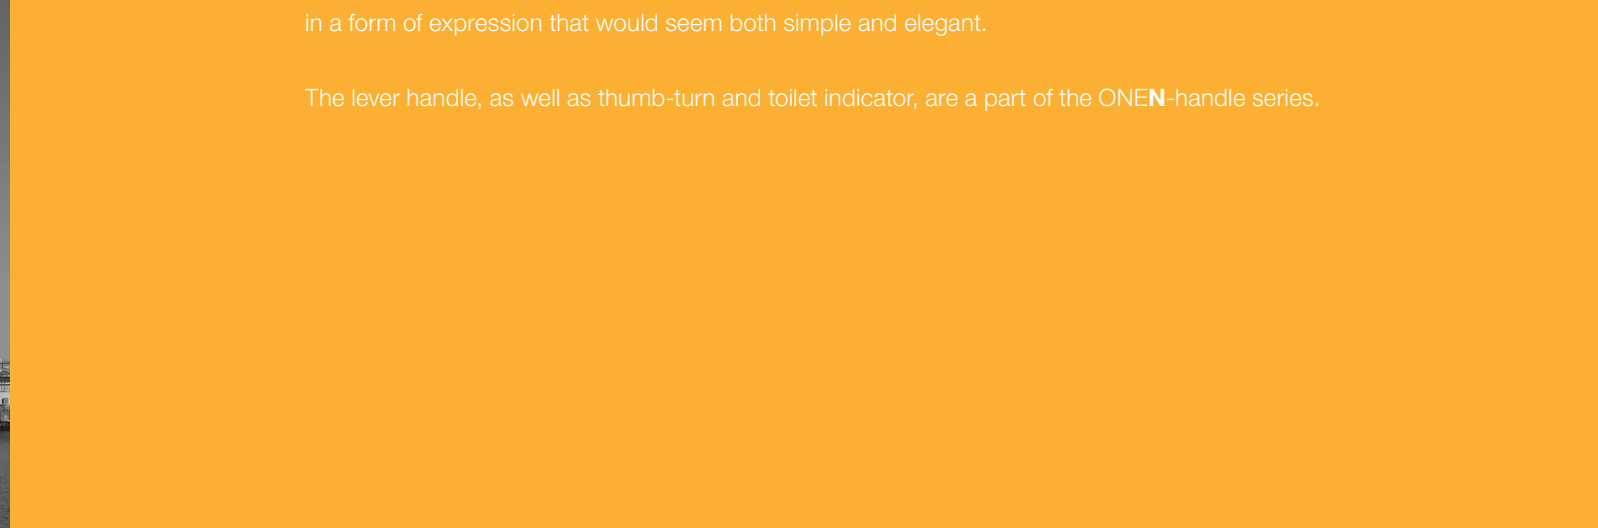 in a form of expression that would seem both simple and elegant.
The lever handle, as well as thumb-turn and toilet indicator, are a part of the ONEN-handle series.